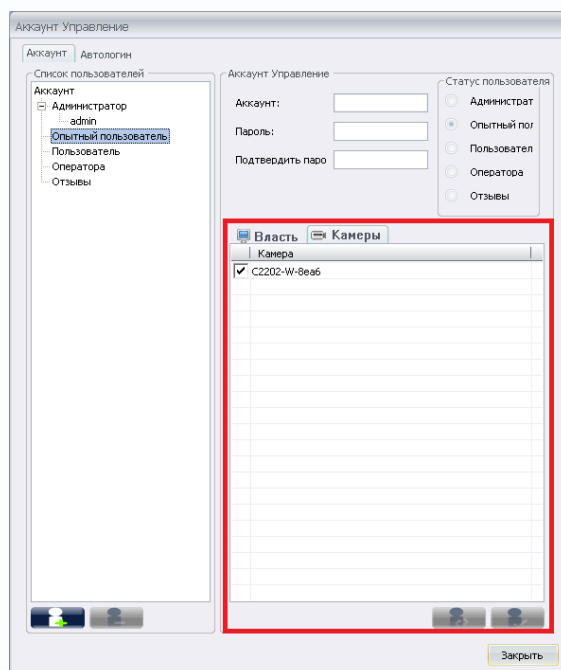 Аккаунт Управление
Аккаунт Автологин
Список пользователей
Аккаунт
Администратор
admin
Опытный пользователь
Пользователь
Оператора
Отзывы
Аккаунт Управление
Аккаунт:
Пароль:
Подтвердить паро
Статус пользователя
Администрат
Опытный пол
Пользовател
Оператора
Отзывы
Власть Камеры
Камера
C2202-W-8ea6
Закрыть